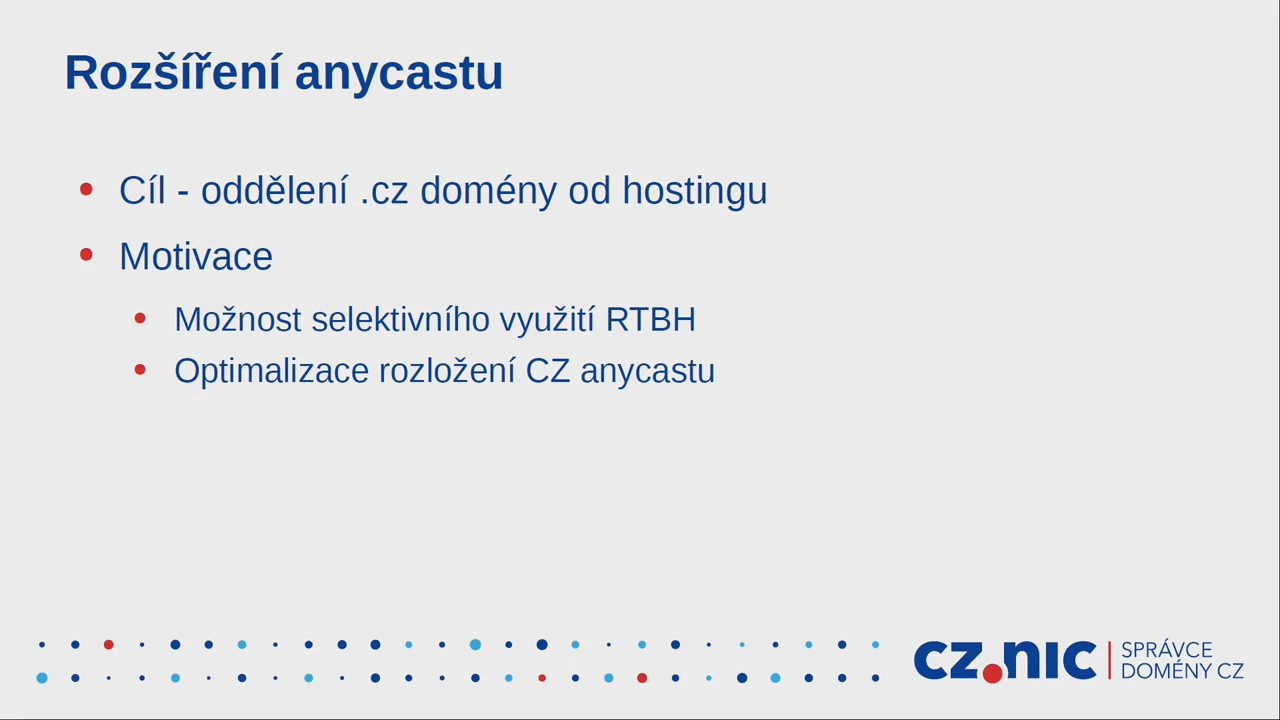 Rozšíření anycastu
Cíl - oddělení .cz domény od hostingu
Motivace
Možnost selektivního využití RTBH
Optimalizace rozložení CZ anycastu
cz.nic
SPRÁVCE
DOMÉNY CZ